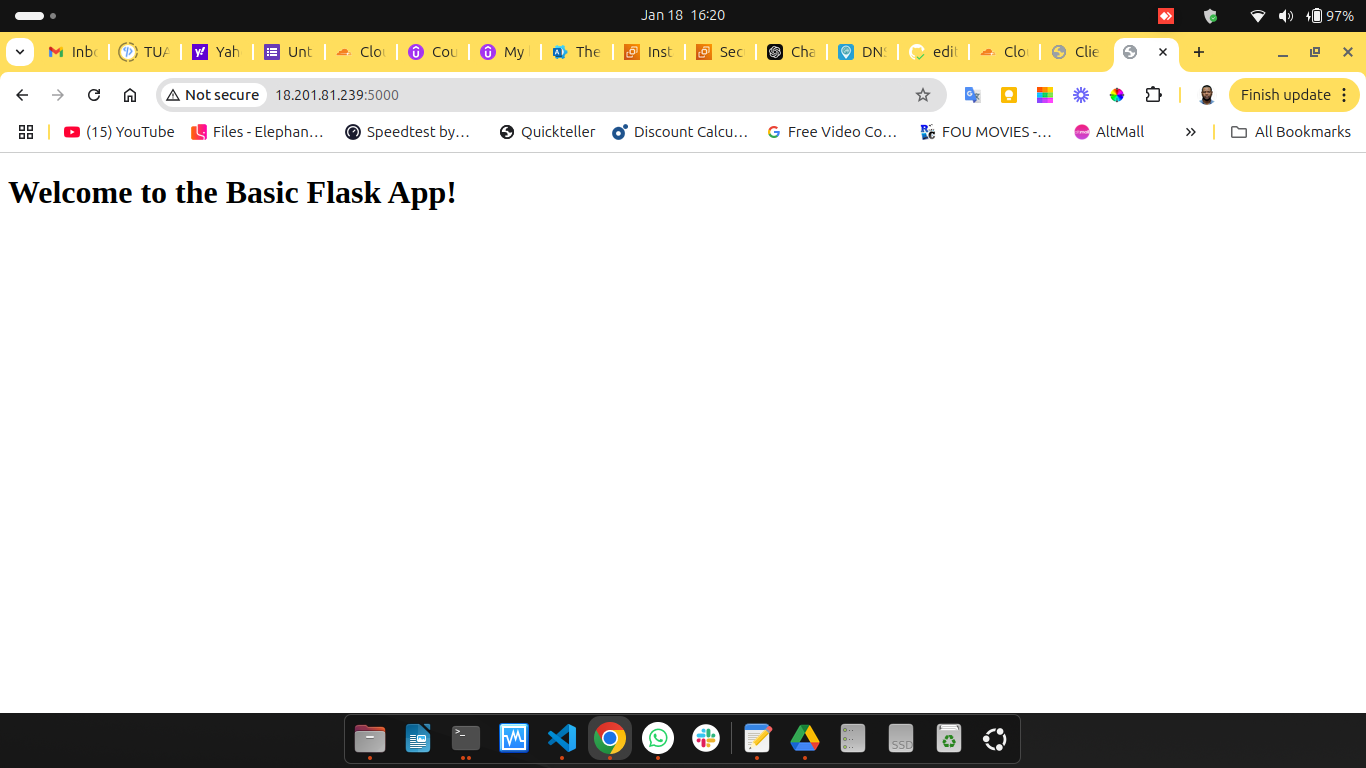 Jan 18 16:20
97%
Inbo
TUA
Yah
Unt
Clou
Cou
My
The
Inst
Sec
Cha
DNS
edit
Clou
Clie
Not secure
18.201.81.239:5000
Finish update
(15) YouTube
Files - Elephan…
Speedtest by…
Quickteller
Discount Calcu…
Free Video Co…
FOU MOVIES -…
AltMall
All Bookmarks
Welcome to the Basic Flask App!
SSD